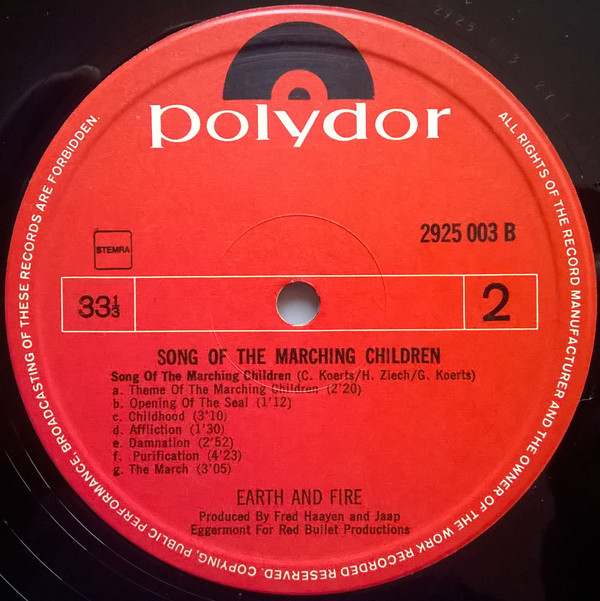 polydor
2925 003 B
STEMRA
33⅓
2
SONG OF THE MARCHING CHILDREN
Song Of The Marching Children (C. Koerts/H. Ziech/G. Koerts)
a. Theme Of The Marching Children (2'20)
b. Opening Of The Seal (1'12)
c. Childhood (3'10)
d. Affliction (1'30)
e. Damnation (2'52)
f. Purification (4'23)
g. The March (3'05)
EARTH AND FIRE
Produced By Fred Haayen and Jaap
Eggermont For Red Bullet Productions
ALL RIGHTS OF THE RECORD MANUFACTURER AND THE OWNER OF THE WORK RECORDED RESERVED. COPYING, PUBLIC PERFORMANCE, BROADCASTING OF THESE RECORDS ARE FORBIDDEN.